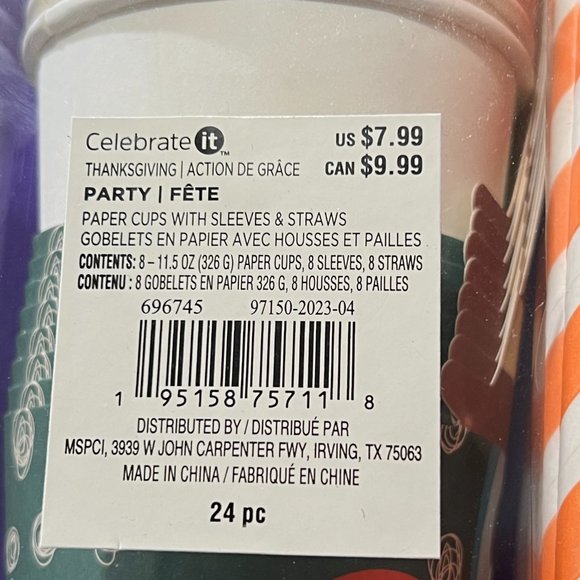 Celebrate it™ US $7.99
THANKSGIVING | ACTION DE GRÂCE CAN $9.99
PARTY | FÊTE
PAPER CUPS WITH SLEEVES & STRAWS
GOBELETS EN PAPIER AVEC HOUSSES ET PAILLES
CONTENTS: 8 – 11.5 OZ (326 G) PAPER CUPS, 8 SLEEVES, 8 STRAWS
CONTENU : 8 GOBELETS EN PAPIER 326 G, 8 HOUSSES, 8 PAILLES
696745 97150-2023-04
1 95158 75711 8
DISTRIBUTED BY / DISTRIBUÉ PAR
MSPCI, 3939 W JOHN CARPENTER FWY, IRVING, TX 75063
MADE IN CHINA / FABRIQUÉ EN CHINE
24 pc